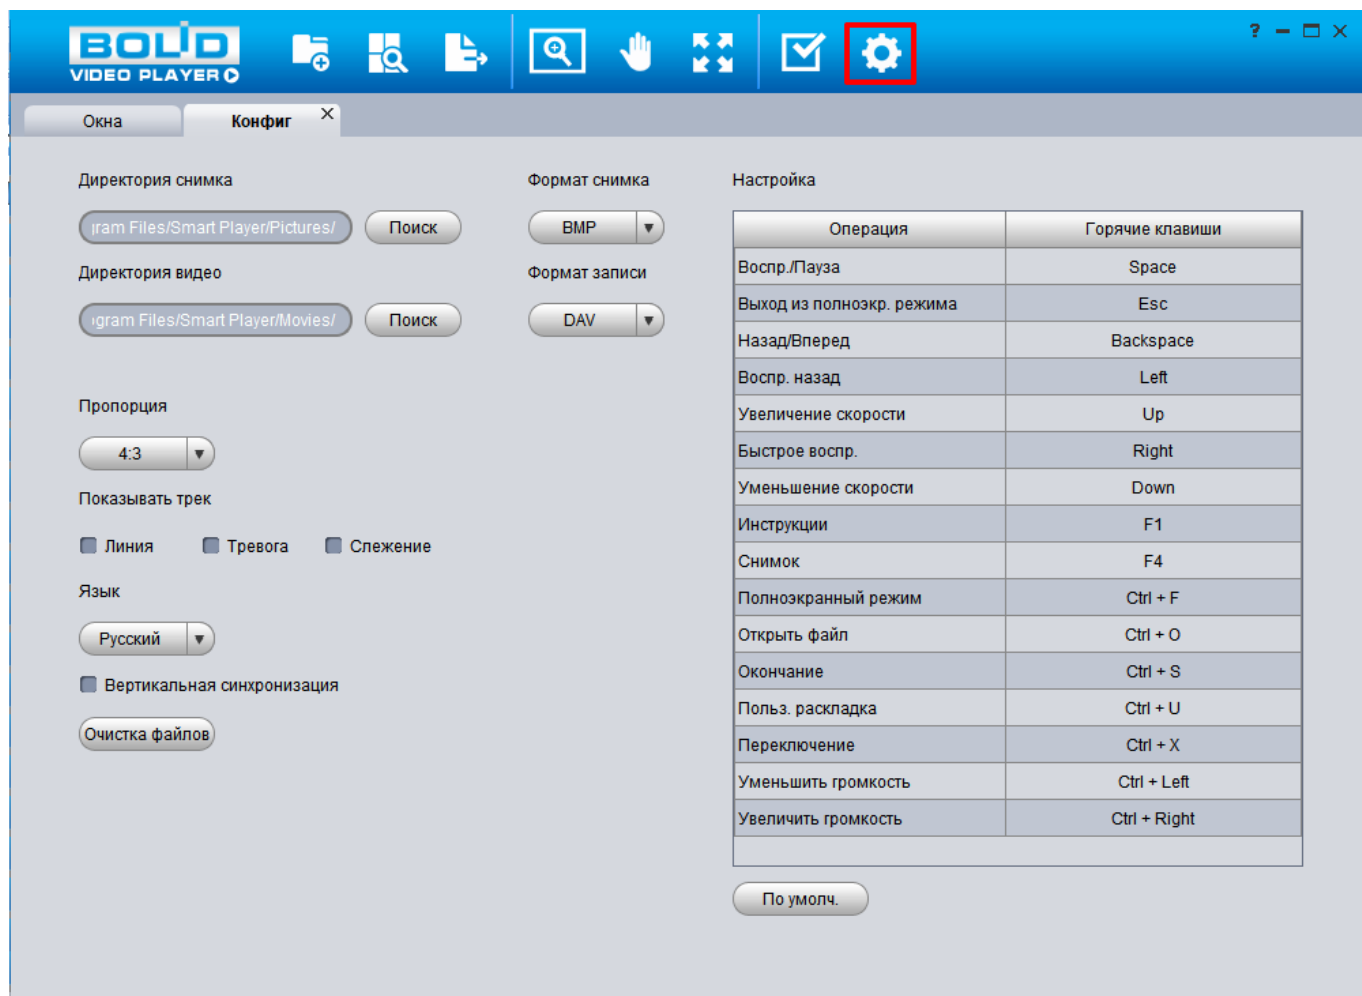 BOLID
VIDEO PLAYER
?
Окна
Конфиг
Директория снимка
Формат снимка
Настройка
gram Files/Smart Player/Pictures/
Поиск
BMP
Операция
Горячие клавиши
Директория видео
Формат записи
ogram Files/Smart Player/Movies/
Поиск
DAV
Воспр./Пауза
Space
Выход из полноэкр. режима
Esc
Назад/Вперед
Backspace
Воспр. назад
Left
Увеличение скорости
Up
Быстрое воспр.
Right
Уменьшение скорости
Down
Инструкции
F1
Снимок
F4
Полноэкранный режим
Ctrl + F
Открыть файл
Ctrl + O
Окончание
Ctrl + S
Польз. раскладка
Ctrl + U
Переключение
Ctrl + X
Уменьшить громкость
Ctrl + Left
Увеличить громкость
Ctrl + Right
Пропорция
4:3
Показывать трек
Линия
Тревога
Слежение
Язык
Русский
Вертикальная синхронизация
Очистка файлов
По умолч.